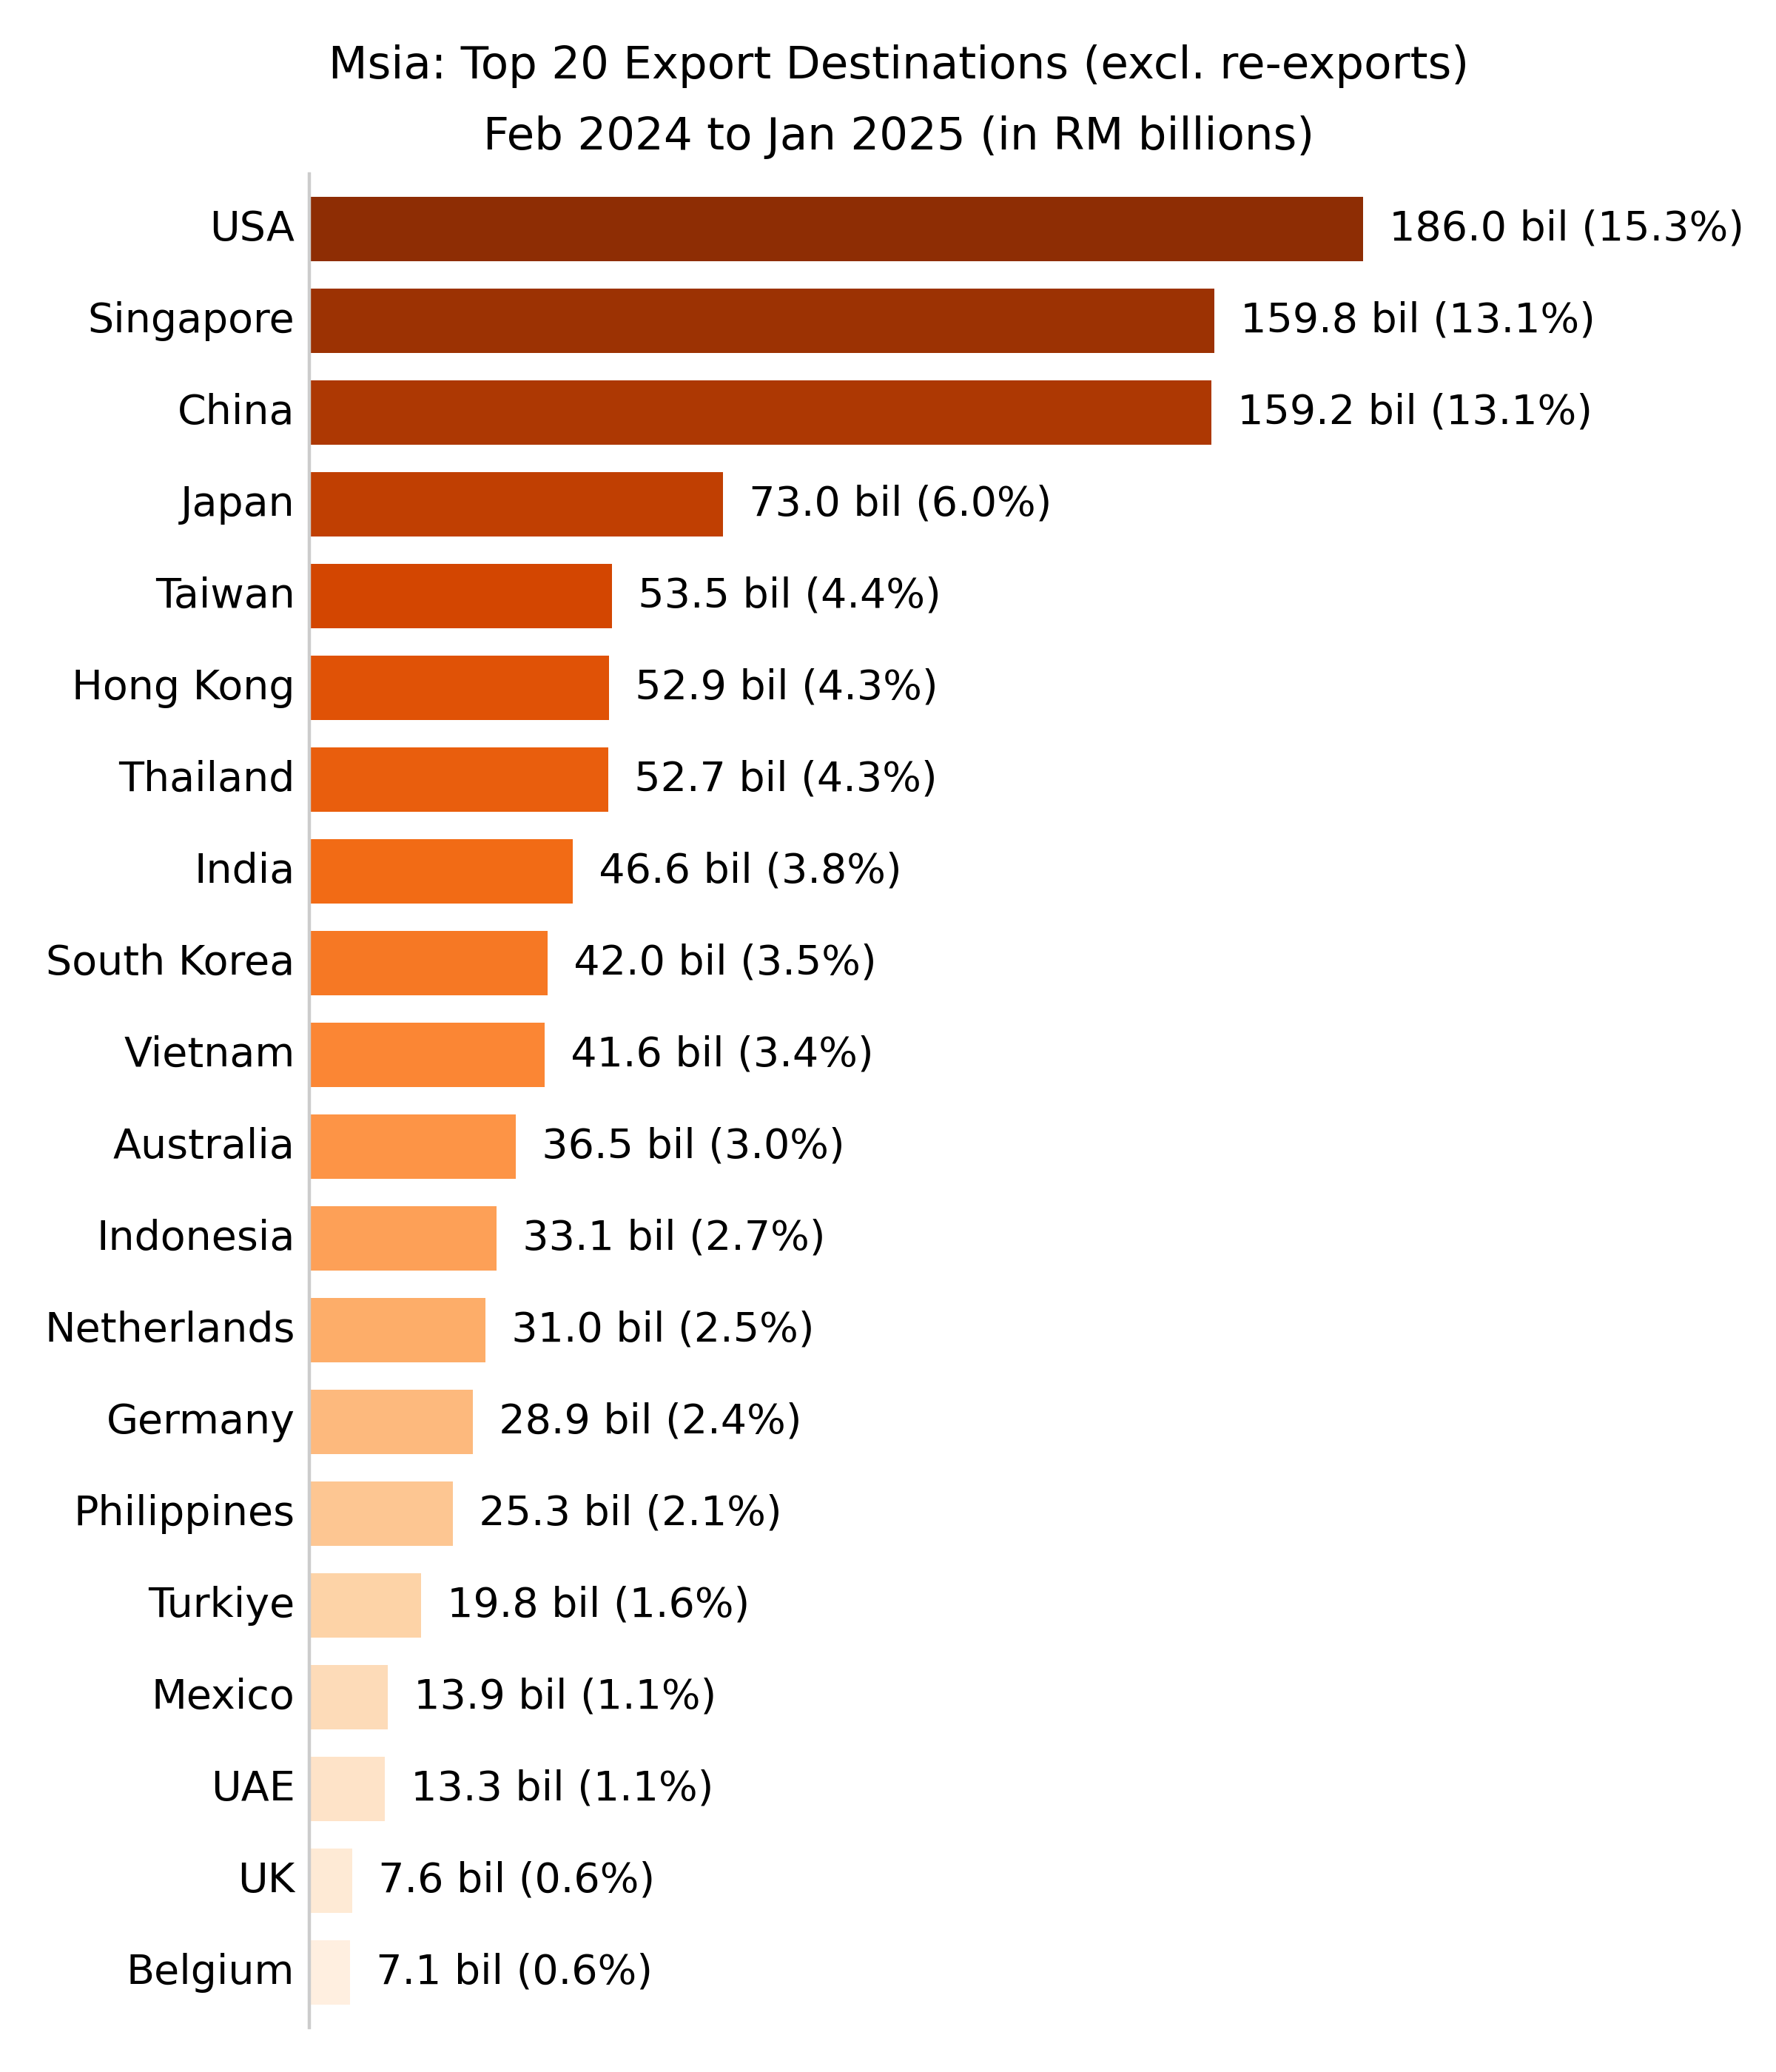 Msia: Top 20 Export Destinations (excl. re-exports)
Feb 2024 to Jan 2025 (in RM billions)
USA 186.0 bil (15.3%)
Singapore 159.8 bil (13.1%)
China 159.2 bil (13.1%)
Japan 73.0 bil (6.0%)
Taiwan 53.5 bil (4.4%)
Hong Kong 52.9 bil (4.3%)
Thailand 52.7 bil (4.3%)
India 46.6 bil (3.8%)
South Korea 42.0 bil (3.5%)
Vietnam 41.6 bil (3.4%)
Australia 36.5 bil (3.0%)
Indonesia 33.1 bil (2.7%)
Netherlands 31.0 bil (2.5%)
Germany 28.9 bil (2.4%)
Philippines 25.3 bil (2.1%)
Turkiye 19.8 bil (1.6%)
Mexico 13.9 bil (1.1%)
UAE 13.3 bil (1.1%)
UK 7.6 bil (0.6%)
Belgium 7.1 bil (0.6%)